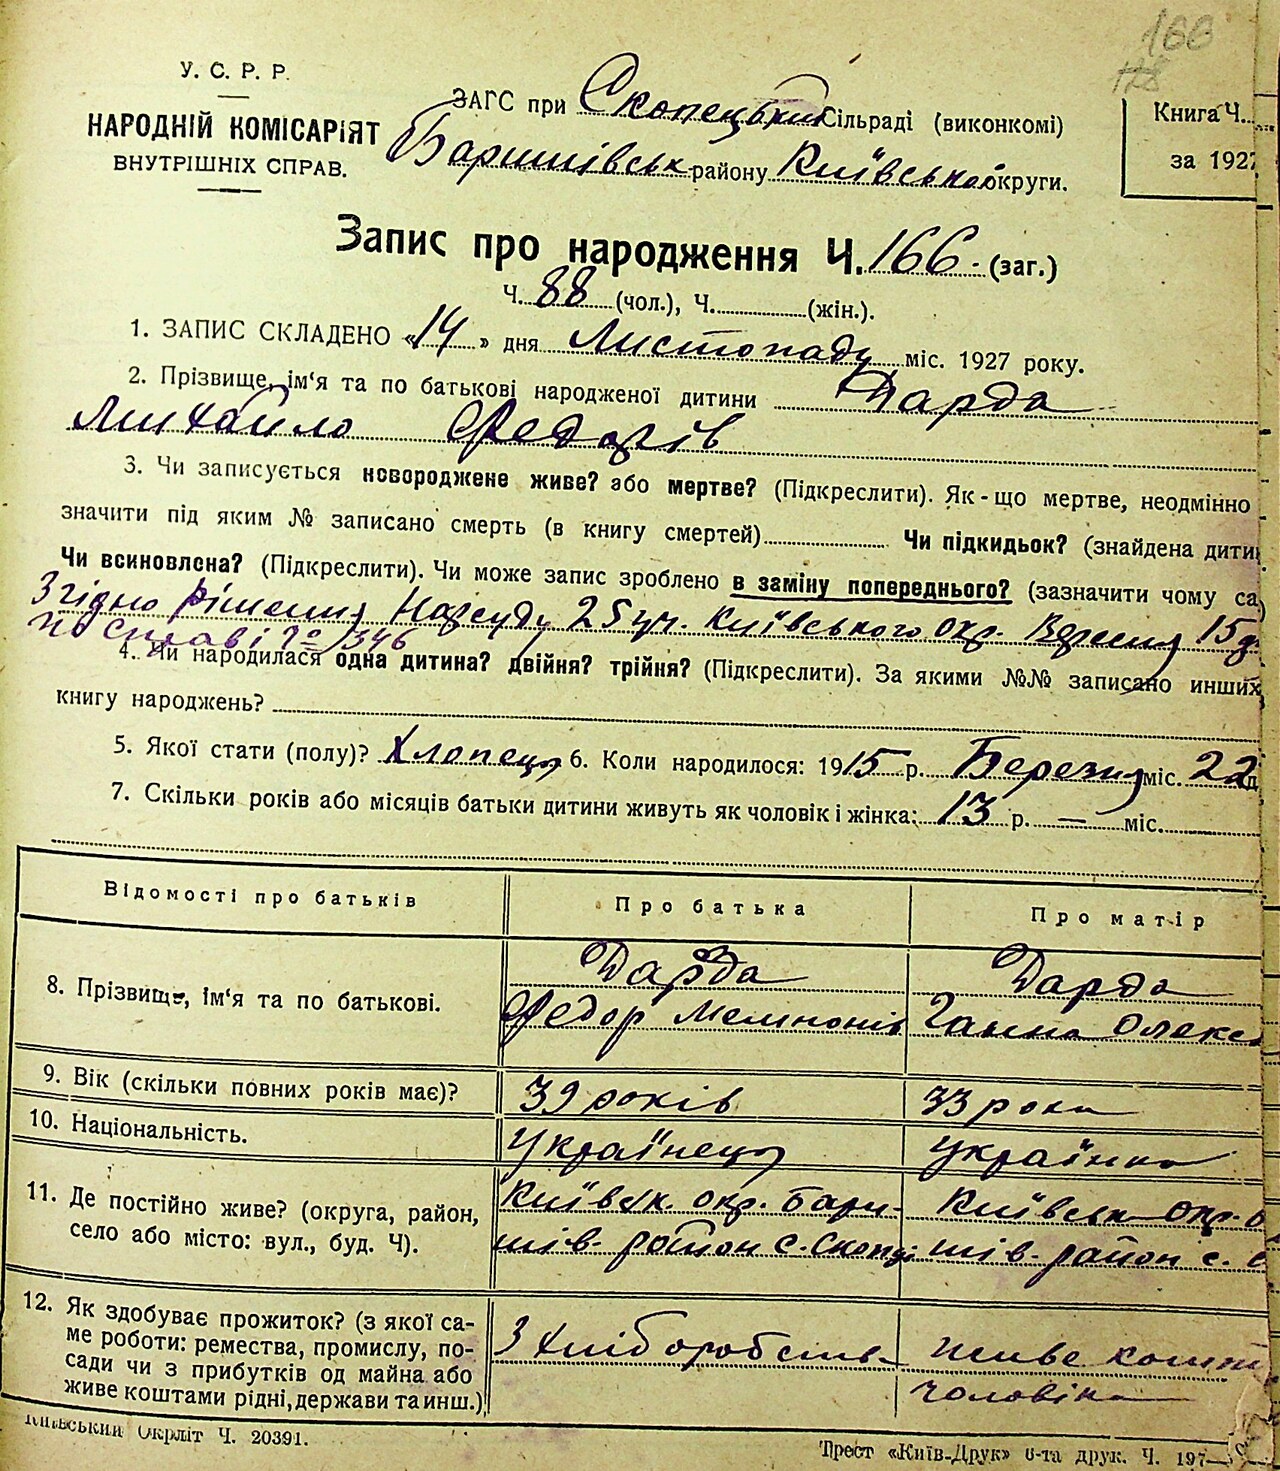 166
У. С. Р. Р.
НАРОДНІЙ КОМІСАРІЯТ
ВНУТРІШНІХ СПРАВ.
ЗАГС при Скопецький Сільраді (виконкомі)
Баришівськ району Київської округи.
Книга Ч.
за 1927
Запис про народження Ч. 166. (заг.)
Ч. 88 (чол.), Ч. (жін.).
1. ЗАПИС СКЛАДЕНО «14» дня Листопаду міс. 1927 року.
2. Прізвище, ім'я та по батькові народженої дитини Дарда
Михайло Федорів
3. Чи записується новороджене живе? або мертве? (Підкреслити). Як-що мертве, неодмінно
значити під яким № записано смерть (в книгу смертей) Чи підкидьок? (знайдена дити
Чи всиновлена? (Підкреслити). Чи може запис зроблено в заміну попереднього? (зазначити чому са
Згідно рішення Нарсуду 25 уч. Київського окр. Вересня 15 д.
по справі № 1346
4. Чи народилася одна дитина? двійня? трійня? (Підкреслити). За якими №№ записано инших
книгу народжень?
5. Якої стати (полу)? Хлопець 6. Коли народилося: 1915 р. Березня міс. 22 д
7. Скільки років або місяців батьки дитини живуть як чоловік і жінка: 13 р. — міс.
Відомості про батьків Про батька Про матір
8. Прізвище, ім'я та по батькові.
Дарда
Федор
Дарда
Ганна Олекс
9. Вік (скільки повних років має)? 39 років 33 роки
10. Національність. Українець Українка
11. Де постійно живе? (округа, район,
село або місто: вул., буд. Ч).
Київськ. окр. Бари-
шів. район с. Скопці
Київськ окр. Б
шів. район с. С
12. Як здобуває прожиток? (з якої са-
ме роботи: ремества, промислу, по-
сади чи з прибутків од майна або
живе коштами рідні, держави та инш.)
З хліборобств
живе кошт
чоловіка
Київський Окрліт Ч. 20391.
Трест «Київ-Друк» 6-та друк. Ч. 197—